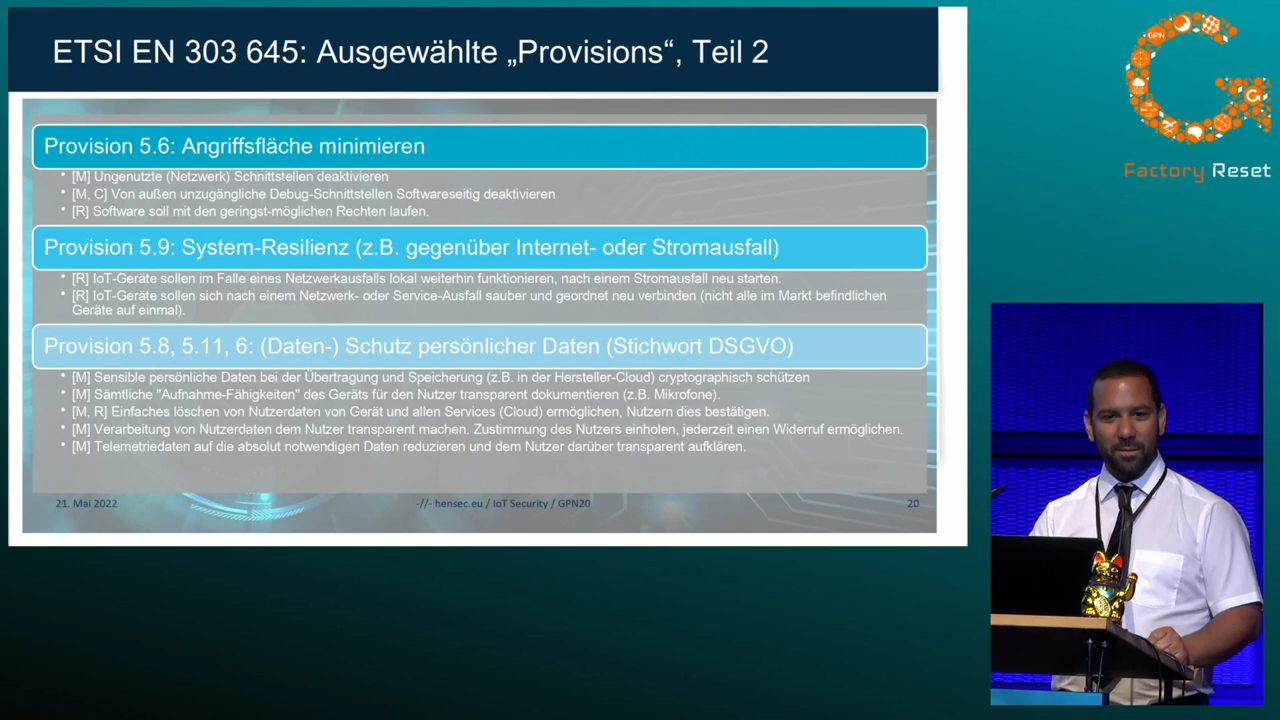 ETSI EN 303 645: Ausgewählte „Provisions“, Teil 2
Provision 5.6: Angriffsfläche minimieren
• [M] Ungenutzte (Netzwerk) Schnittstellen deaktivieren
• [M, C] Von außen unzugängliche Debug-Schnittstellen Softwareseitig deaktivieren
• [R] Software soll mit den geringst-möglichen Rechten laufen.
Provision 5.9: System-Resilienz (z.B. gegenüber Internet- oder Stromausfall)
• [R] IoT-Geräte sollen im Falle eines Netzwerkausfalls lokal weiterhin funktionieren, nach einem Stromausfall neu starten.
• [R] IoT-Geräte sollen sich nach einem Netzwerk- oder Service-Ausfall sauber und geordnet neu verbinden (nicht alle im Markt befindlichen
Geräte auf einmal).
Provision 5.8, 5.11, 6: (Daten-) Schutz persönlicher Daten (Stichwort DSGVO)
• [M] Sensible persönliche Daten bei der Übertragung und Speicherung (z.B. in der Hersteller-Cloud) cryptographisch schützen
• [M] Sämtliche "Aufnahme-Fähigkeiten" des Geräts für den Nutzer transparent dokumentieren (z.B. Mikrofone).
• [M, R] Einfaches löschen von Nutzerdaten von Gerät und allen Services (Cloud) ermöglichen, Nutzern dies bestätigen.
• [M] Verarbeitung von Nutzerdaten dem Nutzer transparent machen. Zustimmung des Nutzers einholen, jederzeit einen Widerruf ermöglichen.
• [M] Telemetriedaten auf die absolut notwendigen Daten reduzieren und dem Nutzer darüber transparent aufklären.
21. Mai 2022
-//- hensec.eu / IoT Security / GPN20
20
GPN
G
Factory Reset